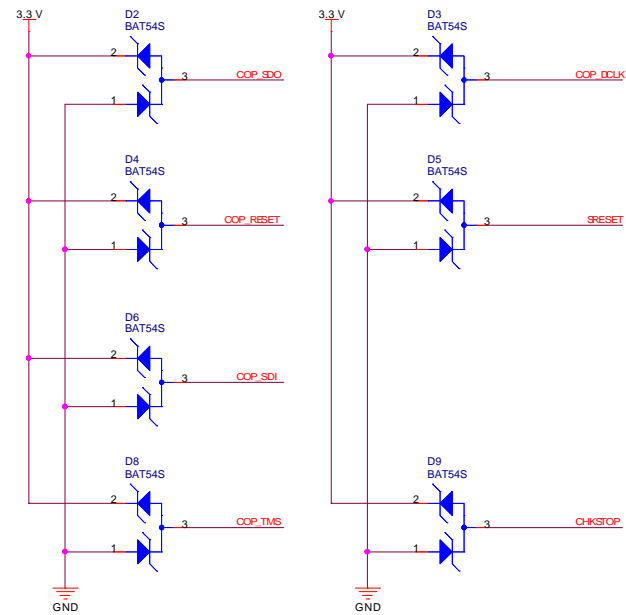 3.3 V
D2
BAT54S
2
1
3
COP_SDO
D4
BAT54S
2
1
3
COP_RESET
D6
BAT54S
2
1
3
COP_SDI
D8
BAT54S
2
1
3
COP_TMS
GND
3.3 V
D3
BAT54S
2
1
3
COP_DCLK
D5
BAT54S
2
1
3
SRESET
D9
BAT54S
2
1
3
CHKSTOP
GND